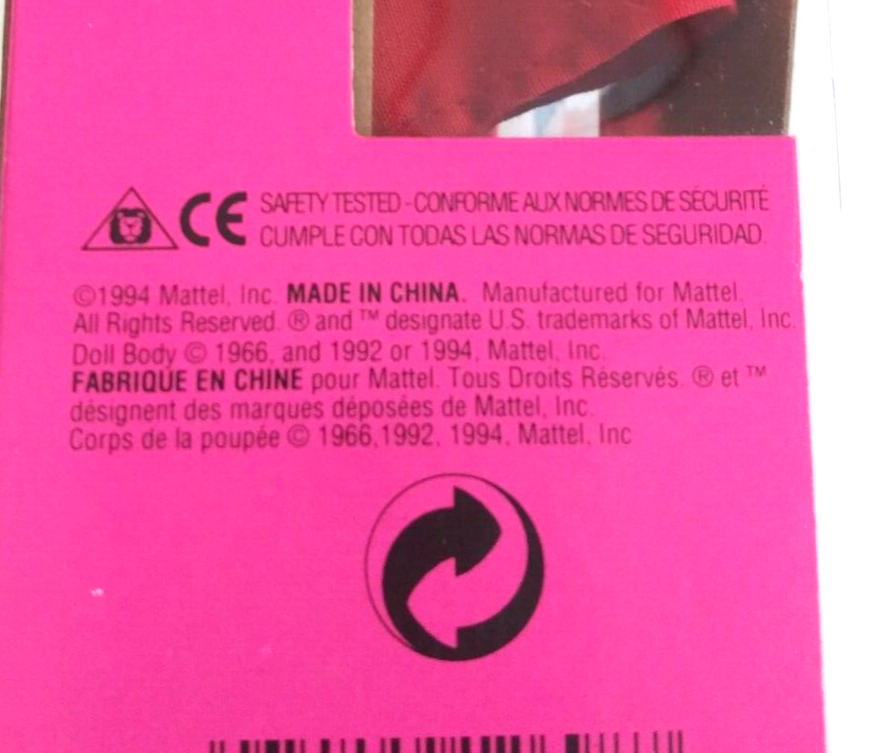 CE SAFETY TESTED - CONFORME AUX NORMES DE SÉCURITÉ
CUMPLE CON TODAS LAS NORMAS DE SEGURIDAD.
©1994 Mattel, Inc. MADE IN CHINA. Manufactured for Mattel.
All Rights Reserved. ® and ™ designate U.S. trademarks of Mattel, Inc.
Doll Body © 1966, and 1992 or 1994, Mattel, Inc.
FABRIQUÉ EN CHINE pour Mattel. Tous Droits Réservés. ® et ™
désignent des marques déposées de Mattel, Inc.
Corps de la poupée © 1966,1992, 1994, Mattel, Inc